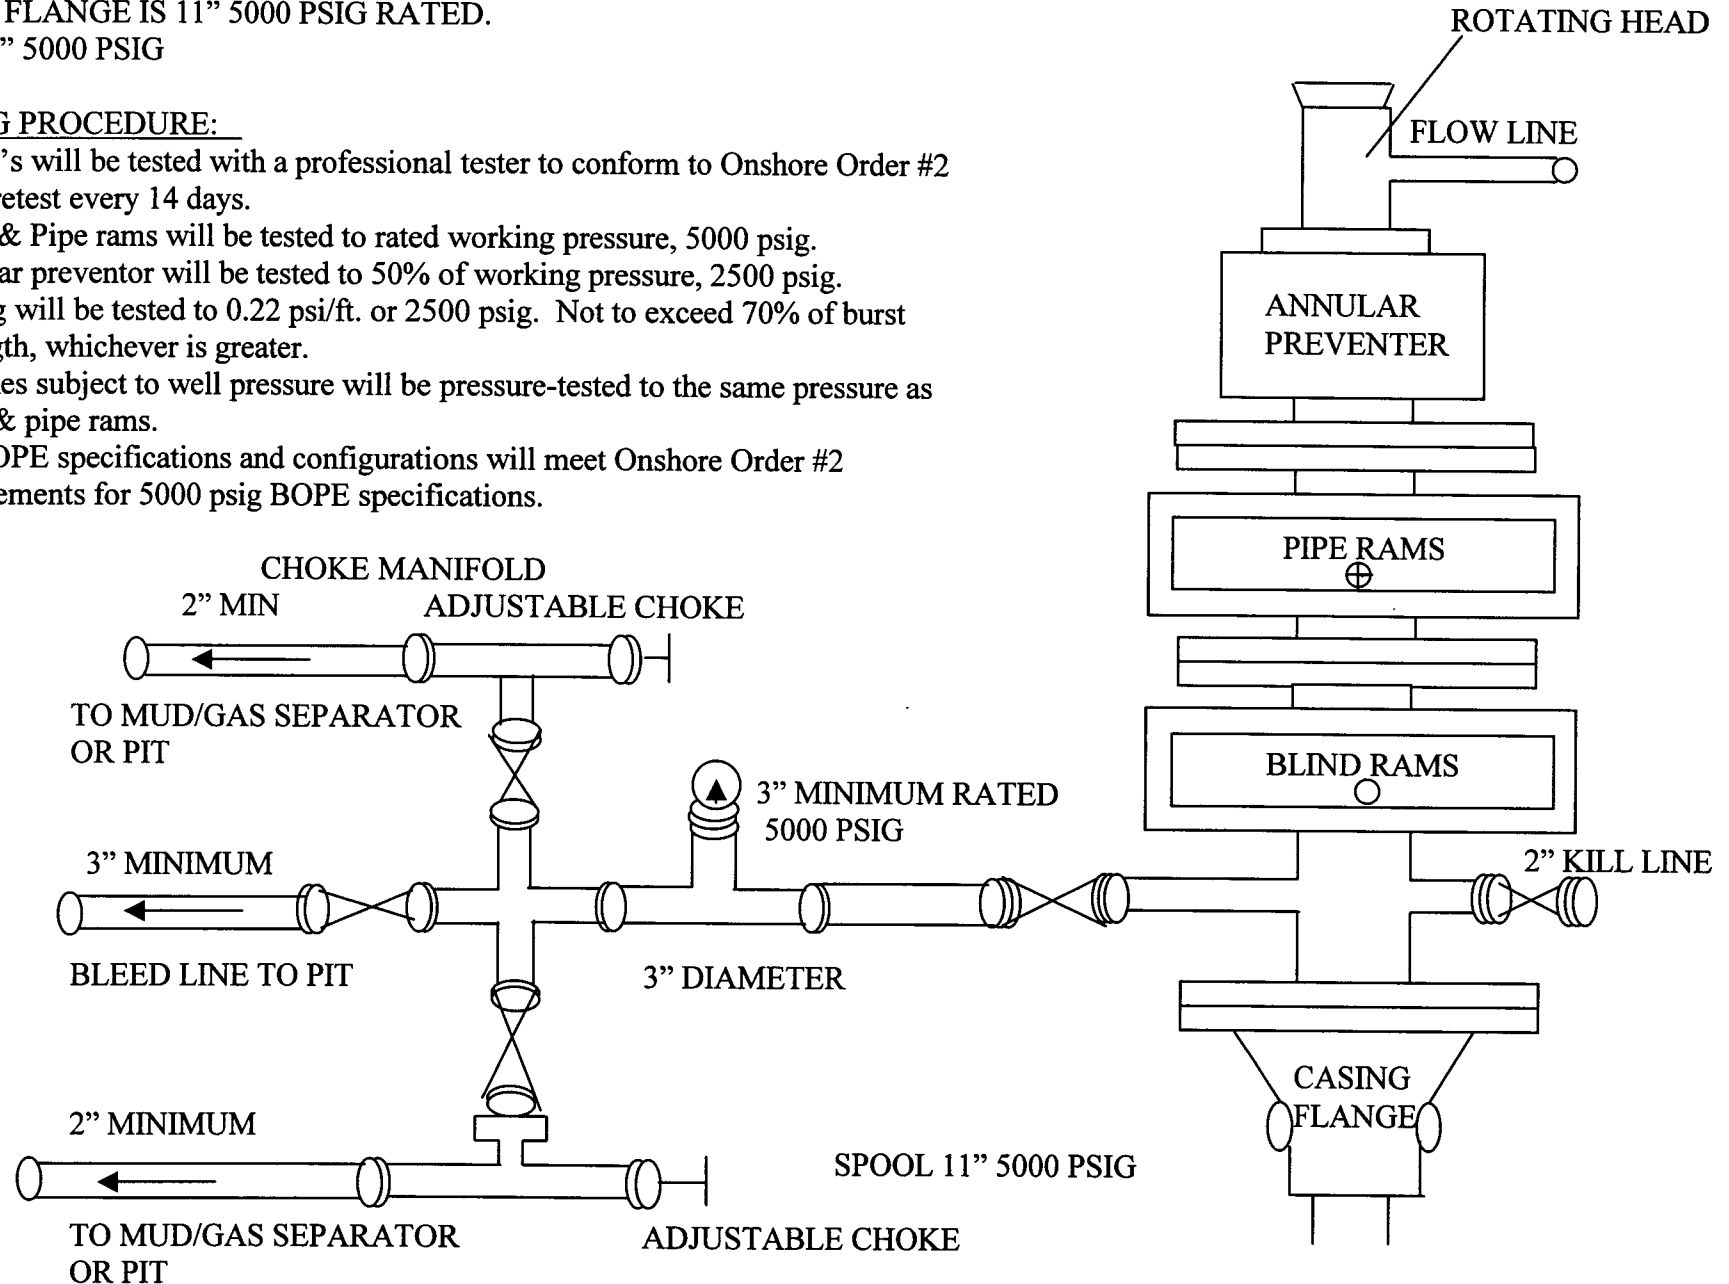 FLANGE IS 11” 5000 PSIG RATED.
” 5000 PSIG
G PROCEDURE:
’s will be tested with a professional tester to conform to Onshore Order #2
retest every 14 days.
& Pipe rams will be tested to rated working pressure, 5000 psig.
ar preventor will be tested to 50% of working pressure, 2500 psig.
g will be tested to 0.22 psi/ft. or 2500 psig.  Not to exceed 70% of burst
gth, whichever is greater.
es subject to well pressure will be pressure-tested to the same pressure as
& pipe rams.
OPE specifications and configurations will meet Onshore Order #2
ements for 5000 psig BOPE specifications.
ROTATING HEAD
FLOW LINE
ANNULAR
PREVENTER
PIPE RAMS
BLIND RAMS
2” KILL LINE
CASING
FLANGE
CHOKE MANIFOLD
2” MIN
ADJUSTABLE CHOKE
TO MUD/GAS SEPARATOR
OR PIT
3” MINIMUM RATED
5000 PSIG
3” MINIMUM
BLEED LINE TO PIT
3” DIAMETER
2” MINIMUM
SPOOL 11” 5000 PSIG
TO MUD/GAS SEPARATOR
OR PIT
ADJUSTABLE CHOKE